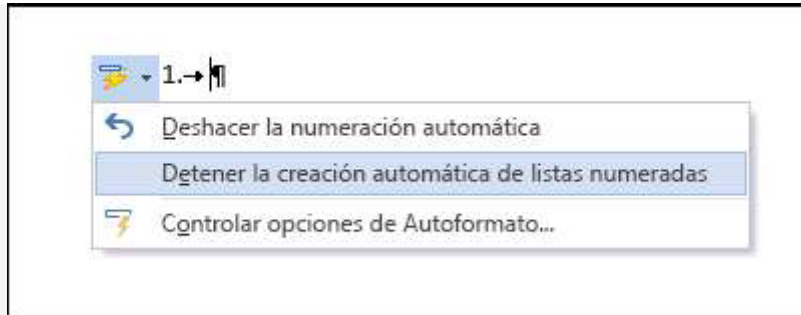 1.→¶
Deshacer la numeración automática
Detener la creación automática de listas numeradas
Controlar opciones de Autoformato...